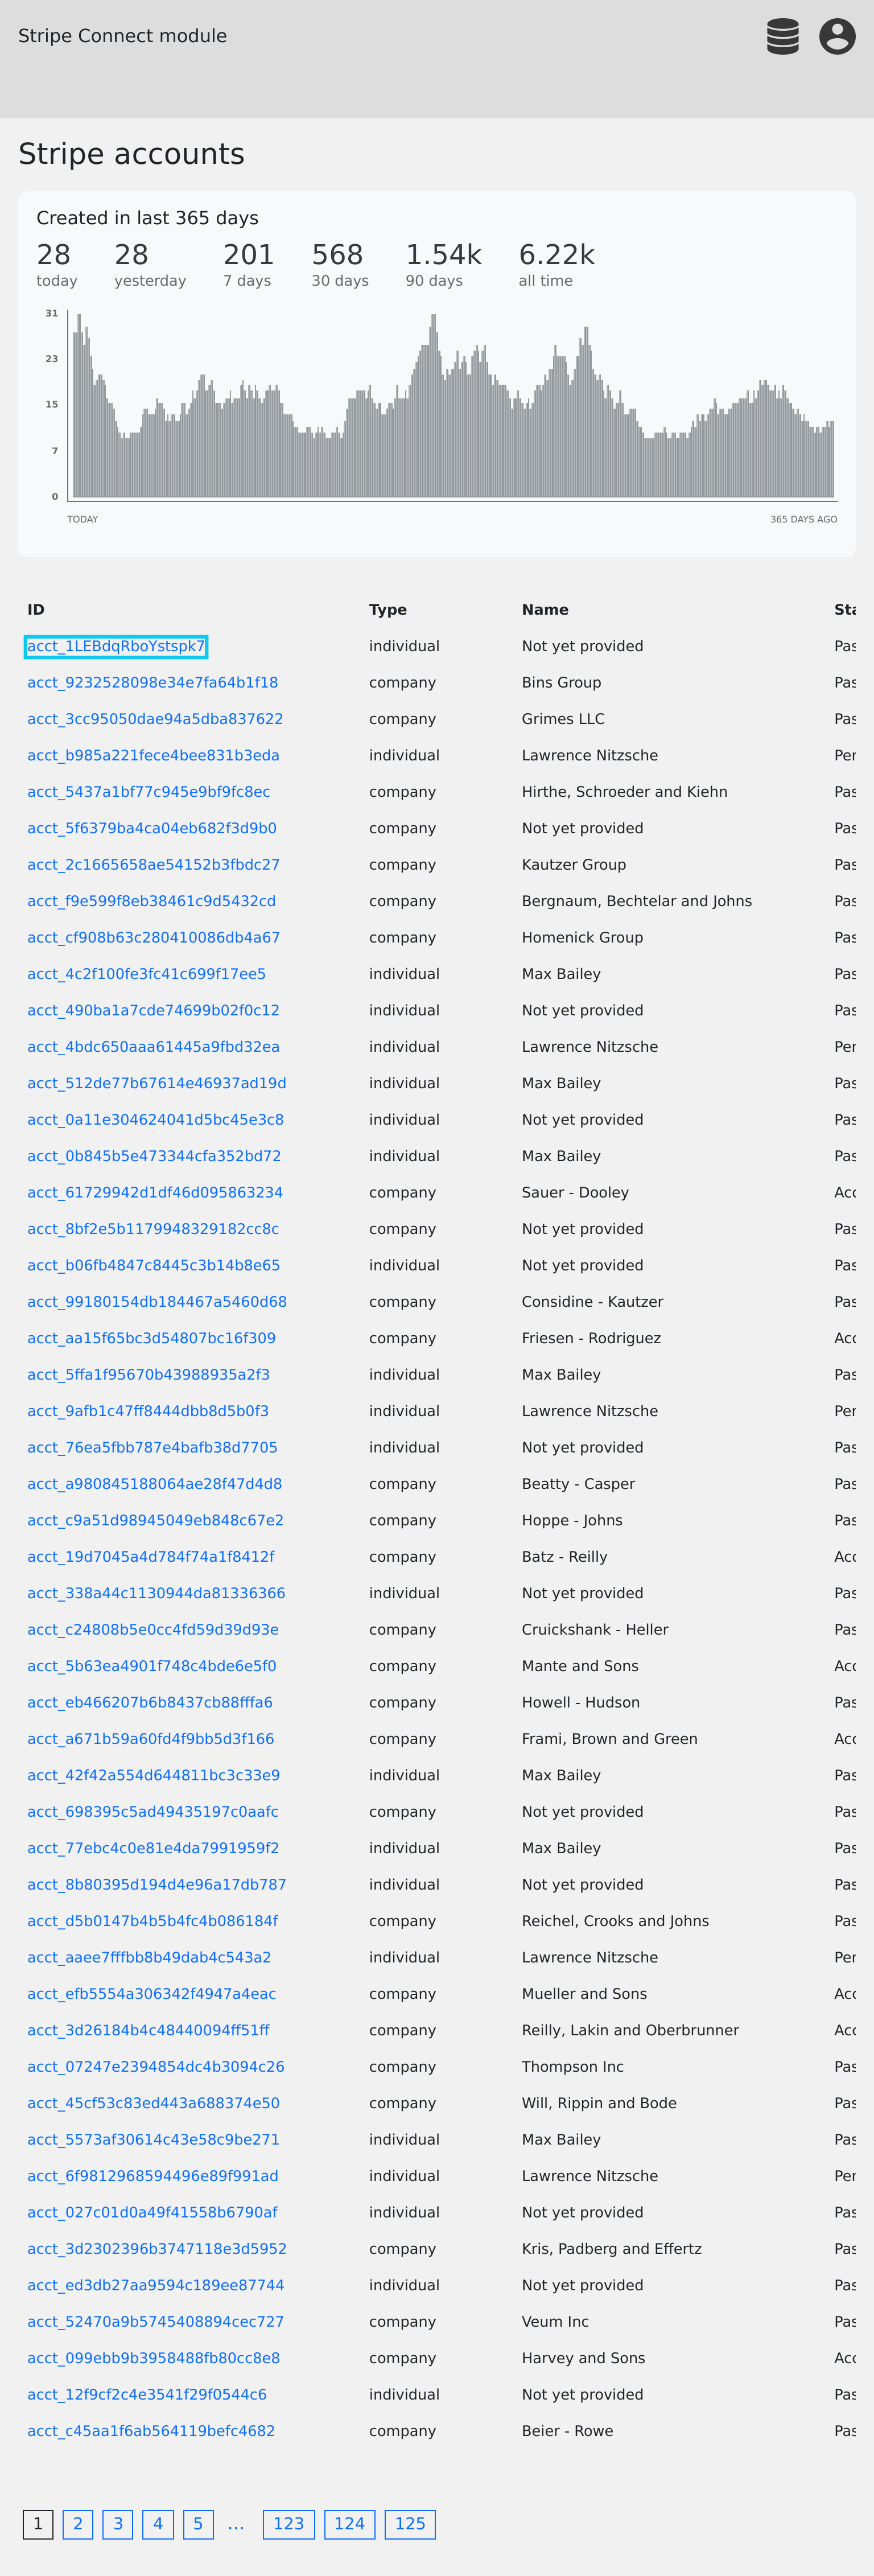 Stripe Connect module
Stripe accounts
Created in last 365 days
28 28 201 568 1.54k 6.22k
today yesterday 7 days 30 days 90 days all time
31
23
15
7
0
TODAY 365 DAYS AGO
ID Type Name Sta
acct_1LEBdqRboYstspk7 individual Not yet provided Pas
acct_9232528098e34e7fa64b1f18 company Bins Group Pas
acct_3cc95050dae94a5dba837622 company Grimes LLC Pas
acct_b985a221fece4bee831b3eda individual Lawrence Nitzsche Per
acct_5437a1bf77c945e9bf9fc8ec company Hirthe, Schroeder and Kiehn Pas
acct_5f6379ba4ca04eb682f3d9b0 company Not yet provided Pas
acct_2c1665658ae54152b3fbdc27 company Kautzer Group Pas
acct_f9e599f8eb38461c9d5432cd company Bergnaum, Bechtelar and Johns Pas
acct_cf908b63c280410086db4a67 company Homenick Group Pas
acct_4c2f100fe3fc41c699f17ee5 individual Max Bailey Pas
acct_490ba1a7cde74699b02f0c12 individual Not yet provided Pas
acct_4bdc650aaa61445a9fbd32ea individual Lawrence Nitzsche Per
acct_512de77b67614e46937ad19d individual Max Bailey Pas
acct_0a11e304624041d5bc45e3c8 individual Not yet provided Pas
acct_0b845b5e473344cfa352bd72 individual Max Bailey Pas
acct_61729942d1df46d095863234 company Sauer - Dooley Acc
acct_8bf2e5b1179948329182cc8c company Not yet provided Pas
acct_b06fb4847c8445c3b14b8e65 individual Not yet provided Pas
acct_99180154db184467a5460d68 company Considine - Kautzer Pas
acct_aa15f65bc3d54807bc16f309 company Friesen - Rodriguez Acc
acct_5ffa1f95670b43988935a2f3 individual Max Bailey Pas
acct_9afb1c47ff8444dbb8d5b0f3 individual Lawrence Nitzsche Per
acct_76ea5fbb787e4bafb38d7705 individual Not yet provided Pas
acct_a980845188064ae28f47d4d8 company Beatty - Casper Pas
acct_c9a51d98945049eb848c67e2 company Hoppe - Johns Pas
acct_19d7045a4d784f74a1f8412f company Batz - Reilly Acc
acct_338a44c1130944da81336366 individual Not yet provided Pas
acct_c24808b5e0cc4fd59d39d93e company Cruickshank - Heller Pas
acct_5b63ea4901f748c4bde6e5f0 company Mante and Sons Acc
acct_eb466207b6b8437cb88fffa6 company Howell - Hudson Pas
acct_a671b59a60fd4f9bb5d3f166 company Frami, Brown and Green Acc
acct_42f42a554d644811bc3c33e9 individual Max Bailey Pas
acct_698395c5ad49435197c0aafc company Not yet provided Pas
acct_77ebc4c0e81e4da7991959f2 individual Max Bailey Pas
acct_8b80395d194d4e96a17db787 individual Not yet provided Pas
acct_d5b0147b4b5b4fc4b086184f company Reichel, Crooks and Johns Pas
acct_aaee7fffbb8b49dab4c543a2 individual Lawrence Nitzsche Per
acct_efb5554a306342f4947a4eac company Mueller and Sons Acc
acct_3d26184b4c48440094ff51ff company Reilly, Lakin and Oberbrunner Acc
acct_07247e2394854dc4b3094c26 company Thompson Inc Pas
acct_45cf53c83ed443a688374e50 company Will, Rippin and Bode Pas
acct_5573af30614c43e58c9be271 individual Max Bailey Pas
acct_6f9812968594496e89f991ad individual Lawrence Nitzsche Per
acct_027c01d0a49f41558b6790af individual Not yet provided Pas
acct_3d2302396b3747118e3d5952 company Kris, Padberg and Effertz Pas
acct_ed3db27aa9594c189ee87744 individual Not yet provided Pas
acct_52470a9b5745408894cec727 company Veum Inc Pas
acct_099ebb9b3958488fb80cc8e8 company Harvey and Sons Acc
acct_12f9cf2c4e3541f29f0544c6 individual Not yet provided Pas
acct_c45aa1f6ab564119befc4682 company Beier - Rowe Pas
1 2 3 4 5 ... 123 124 125